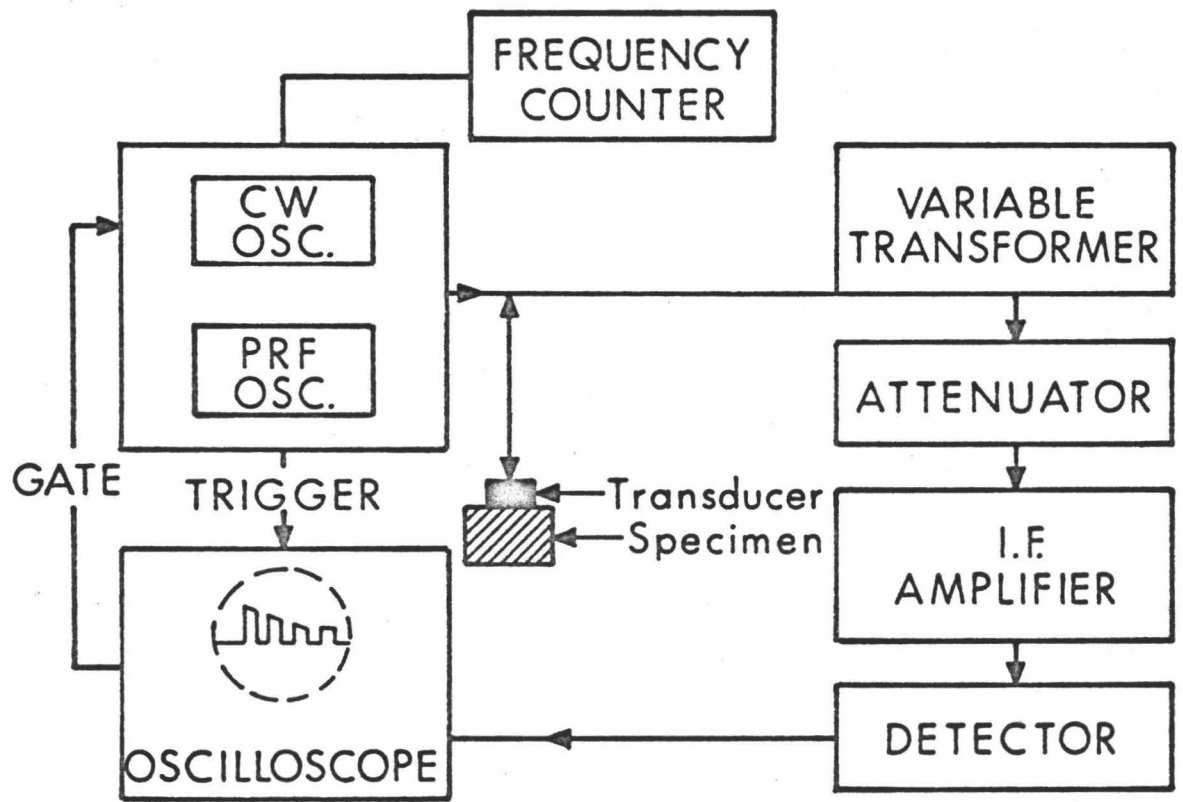 FREQUENCY
COUNTER
CW
OSC.
VARIABLE
TRANSFORMER
PRF
OSC.
ATTENUATOR
GATE
TRIGGER
Transducer
Specimen
I.F.
AMPLIFIER
OSCILLOSCOPE
DETECTOR